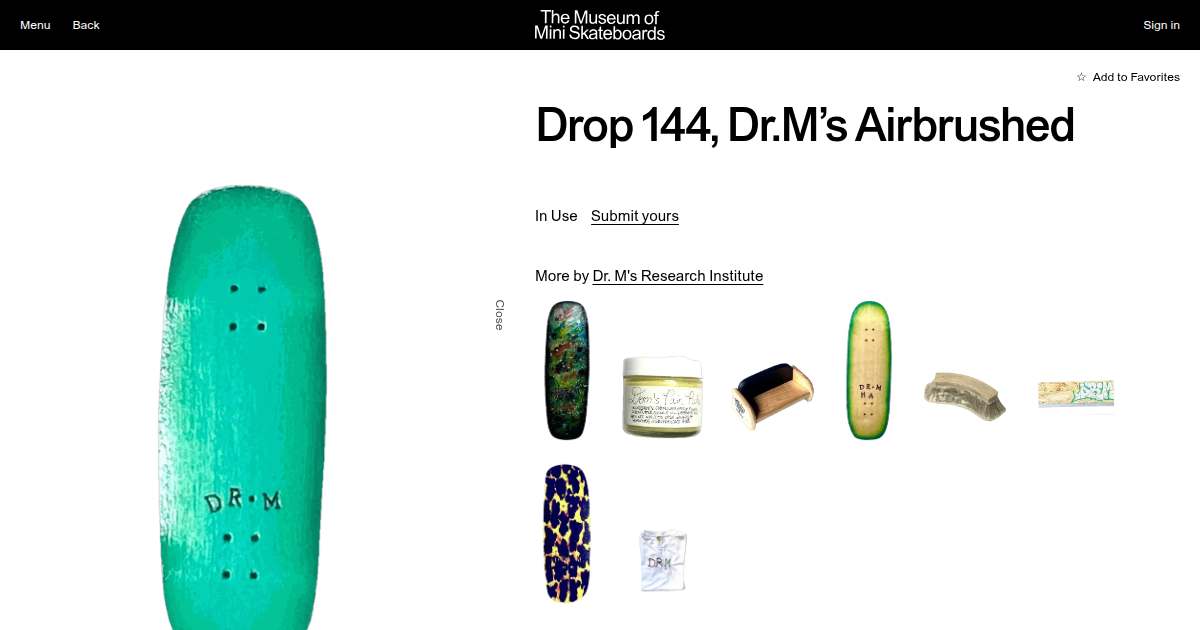 Menu
Back
The Museum of
Mini Skateboards
Sign in
☆ Add to Favorites
Drop 144, Dr.M’s Airbrushed
In Use Submit yours
More by Dr. M's Research Institute
Close
DR•M
DR•M
DRM